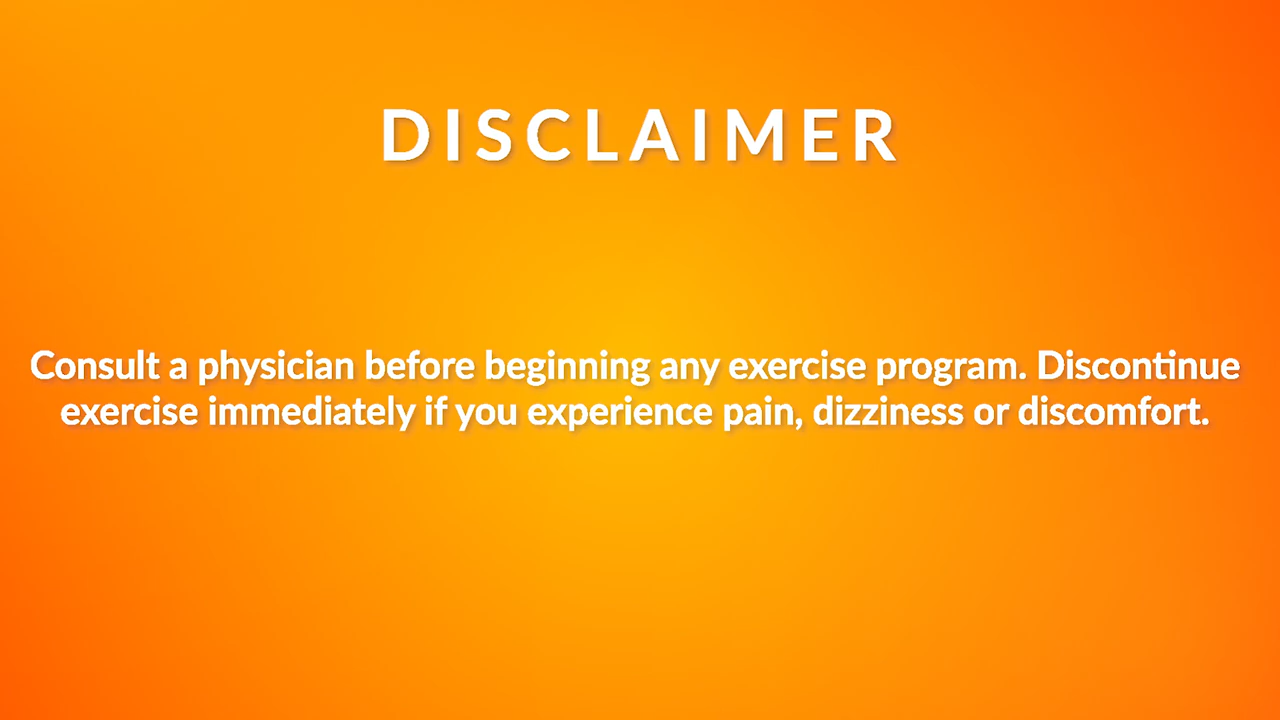 DISCLAIMER
Consult a physician before beginning any exercise program. Discontinue
exercise immediately if you experience pain, dizziness or discomfort.